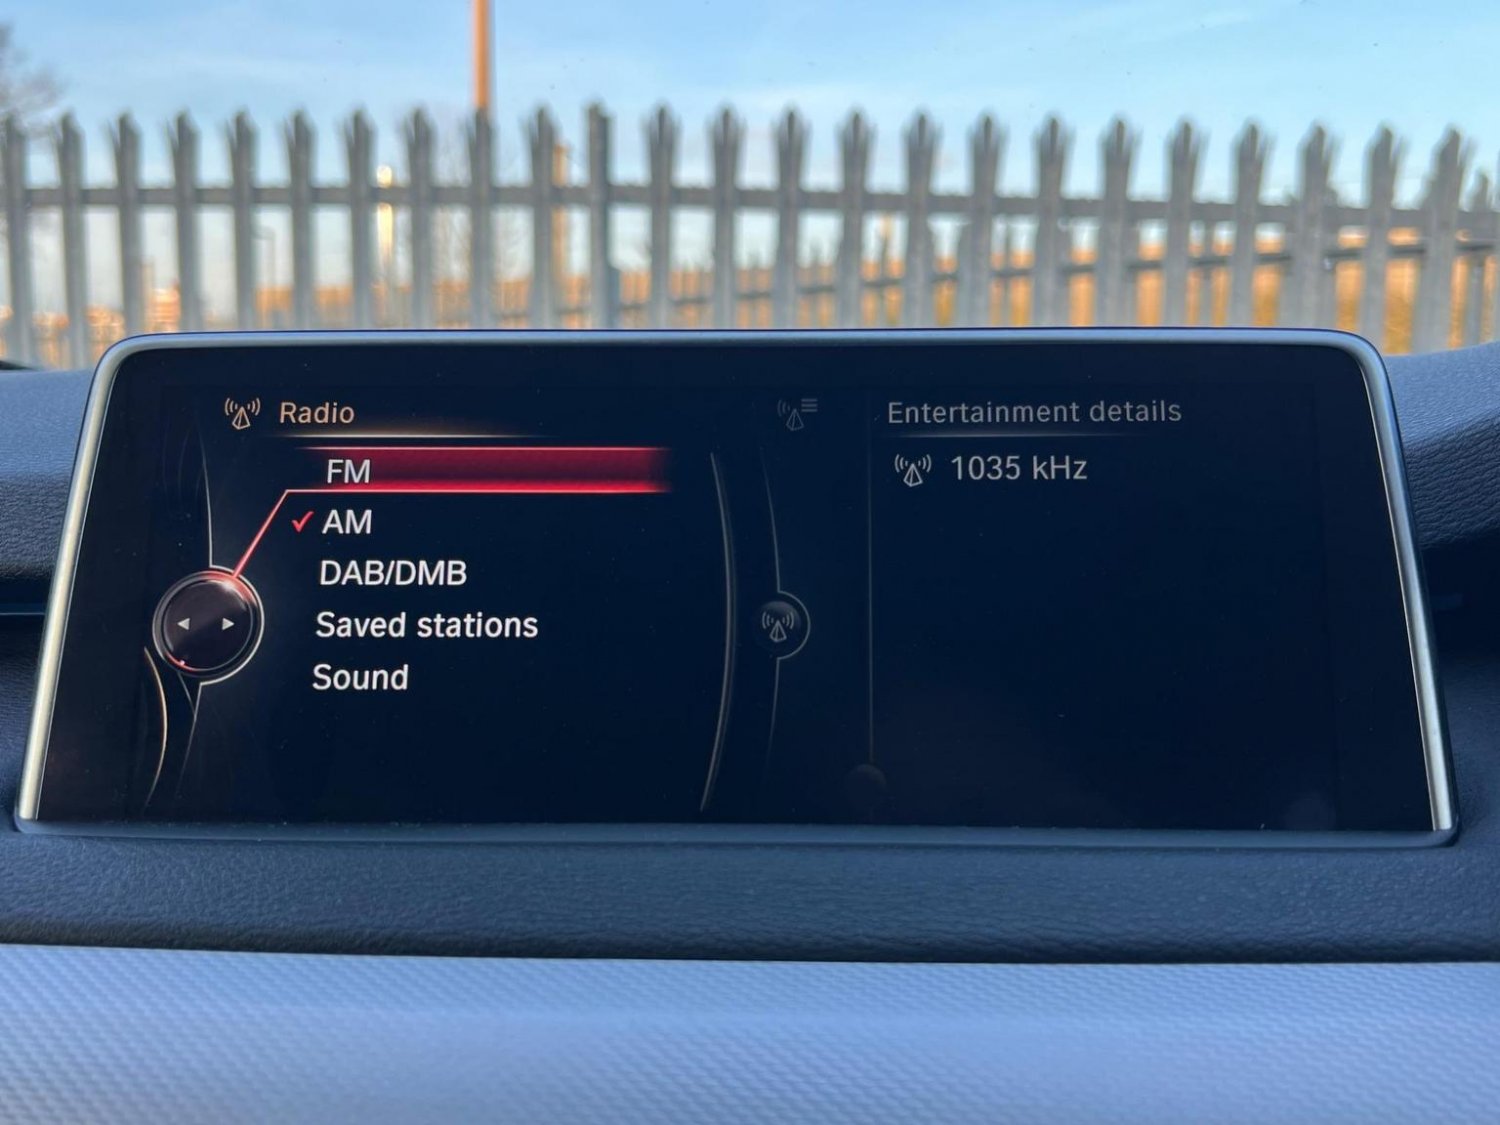 Radio
FM
AM
DAB/DMB
Saved stations
Sound
Entertainment details
1035 kHz